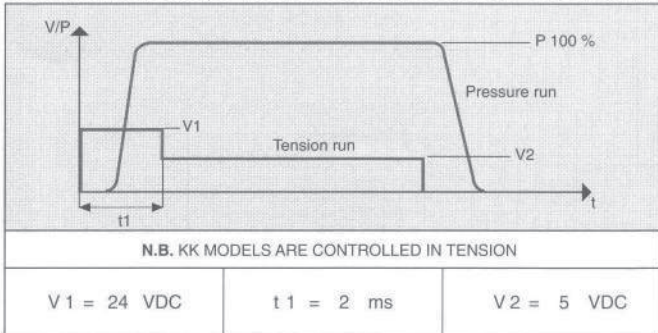 V/P
P 100 %
Pressure run
V1
Tension run
V2
t
t1
N.B. KK MODELS ARE CONTROLLED IN TENSION
V 1 = 24 VDC
t 1 = 2 ms
V 2 = 5 VDC